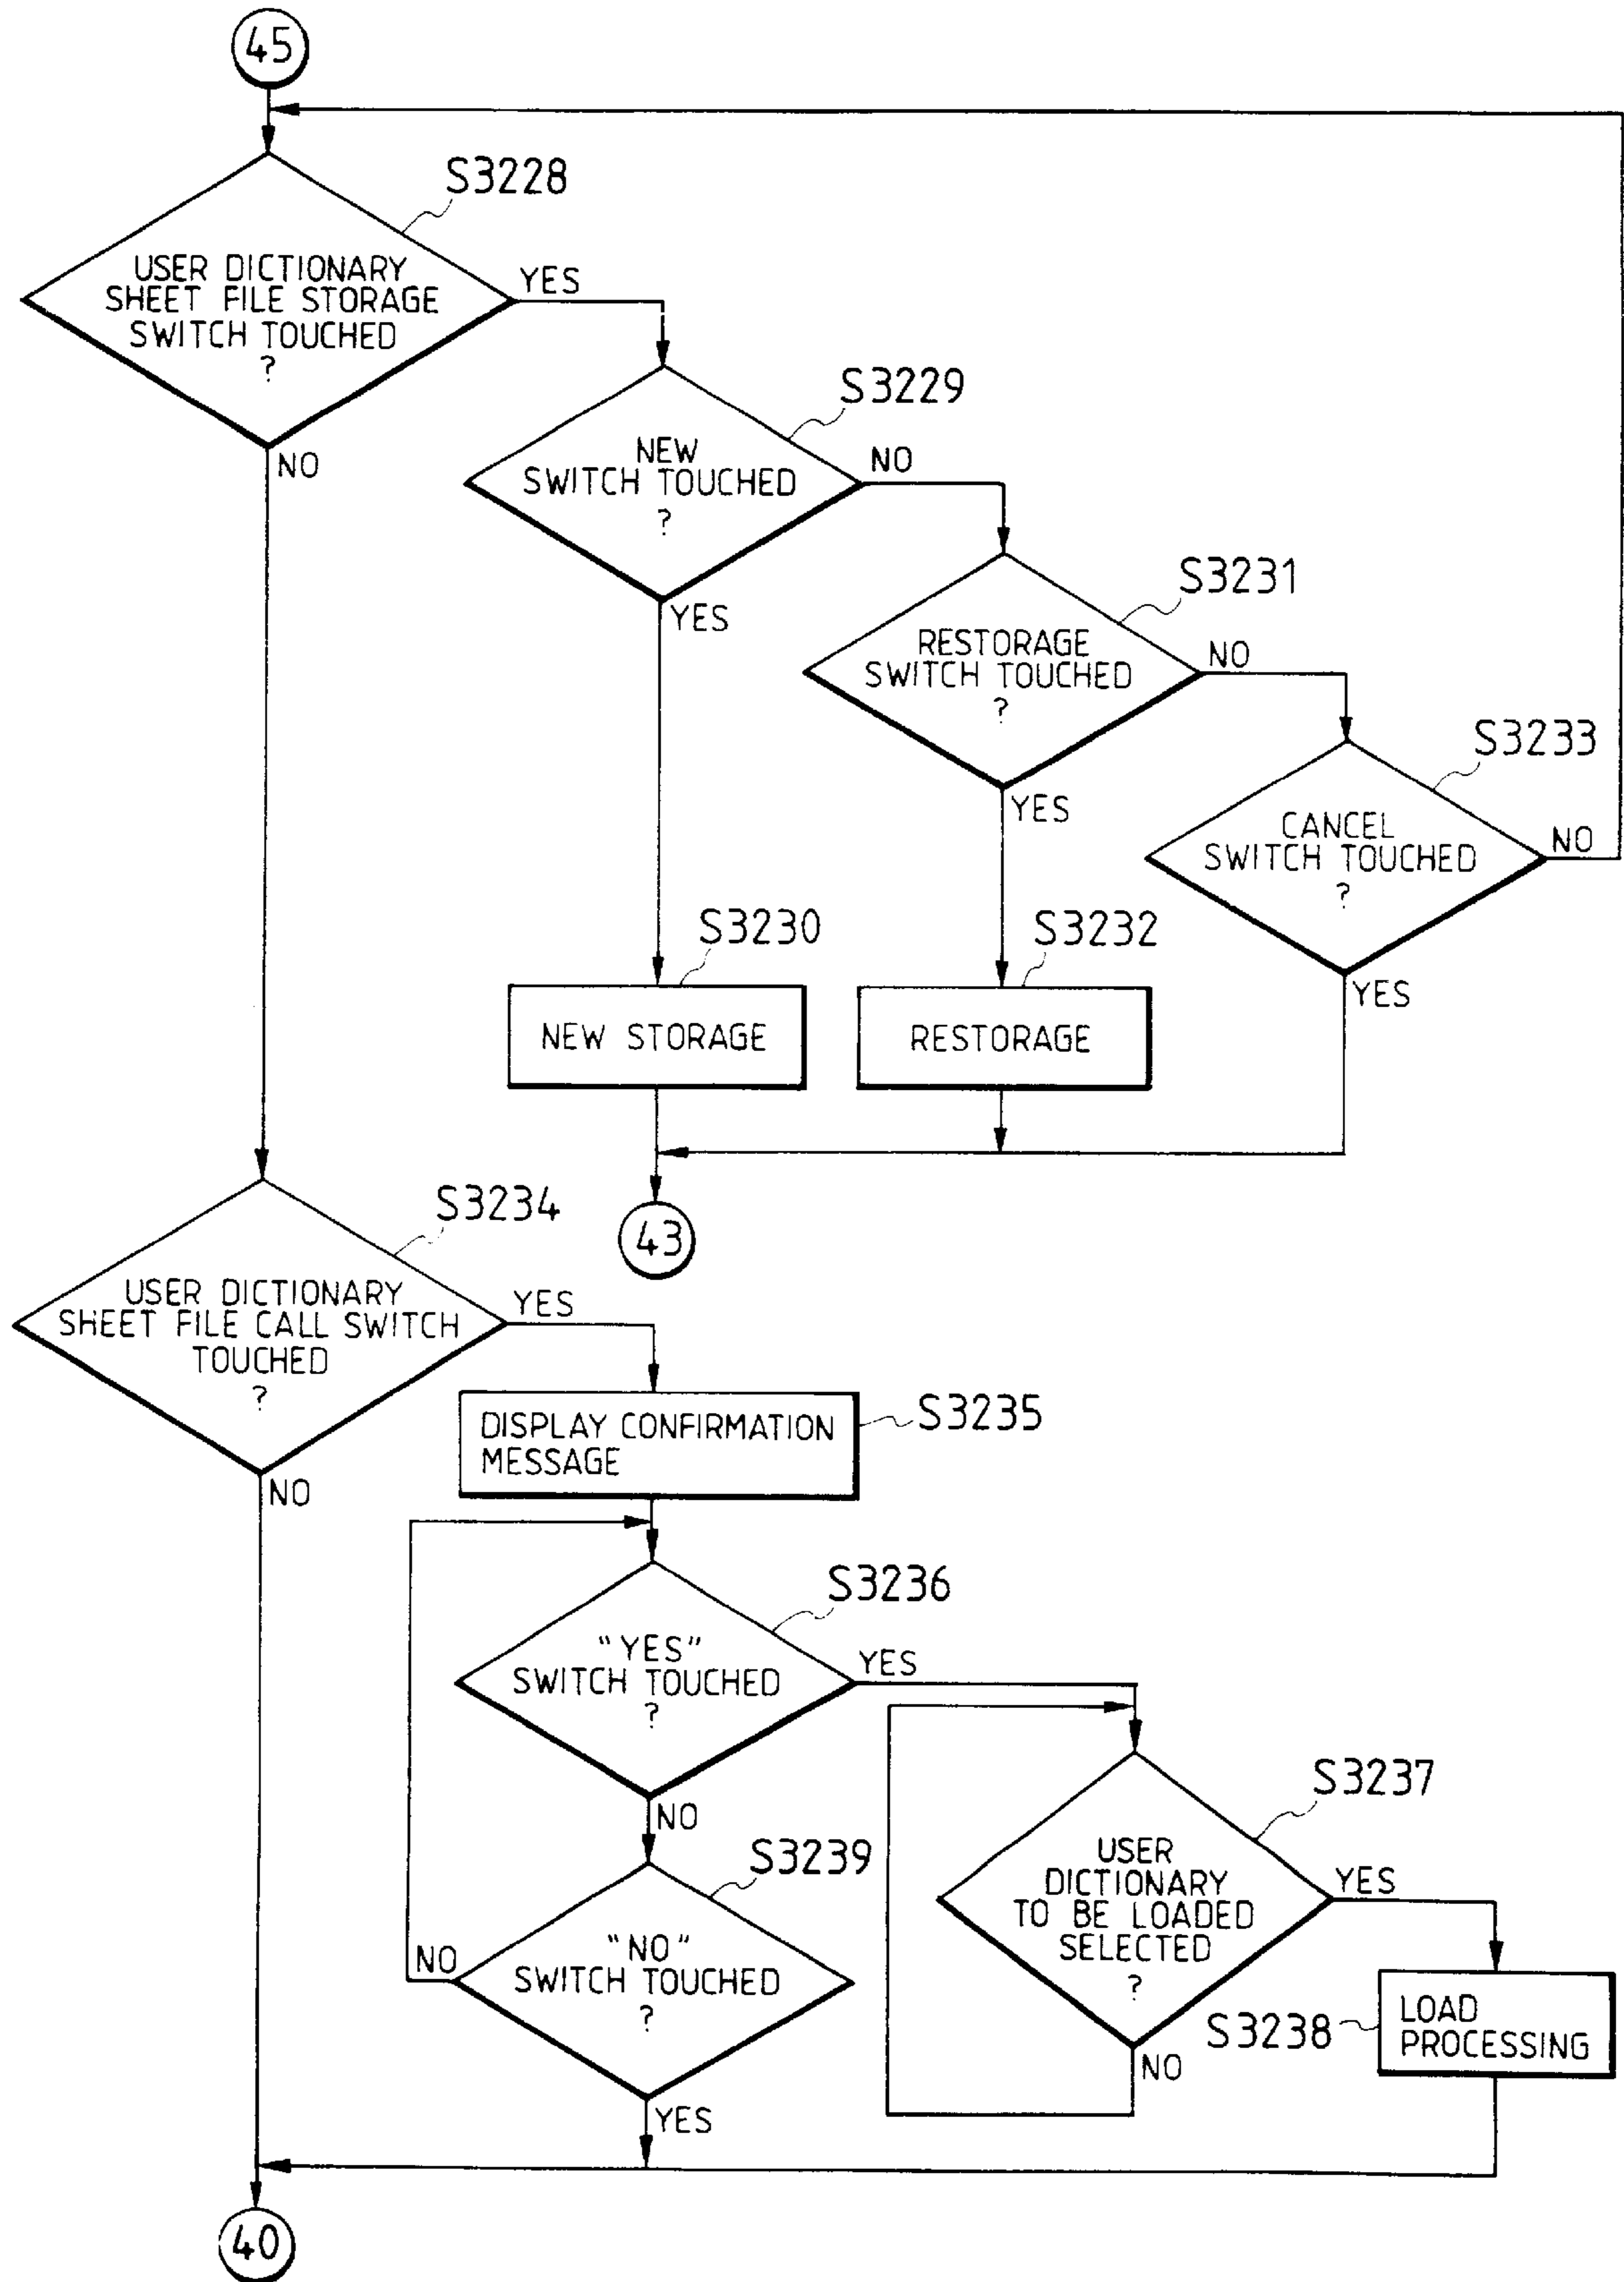 45
S3228
USER DICTIONARY
SHEET FILE STORAGE
SWITCH TOUCHED
?
YES
NO
S3229
NEW
SWITCH TOUCHED
?
NO
YES
S3231
RESTORAGE
SWITCH TOUCHED
?
NO
YES
S3233
CANCEL
SWITCH TOUCHED
?
NO
YES
S3230
NEW STORAGE
S3232
RESTORAGE
43
S3234
USER DICTIONARY
SHEET FILE CALL SWITCH
TOUCHED
?
YES
NO
S3235
DISPLAY CONFIRMATION
MESSAGE
S3236
"YES"
SWITCH TOUCHED
?
YES
NO
S3237
USER
DICTIONARY
TO BE LOADED
SELECTED
?
YES
NO
S3239
"NO"
SWITCH TOUCHED
?
NO
YES
S3238
LOAD
PROCESSING
40